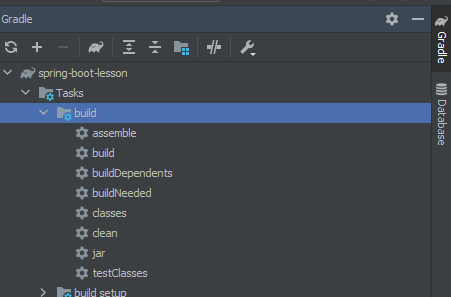 Gradle
spring-boot-lesson
Tasks
build
assemble
build
buildDependents
buildNeeded
classes
clean
jar
testClasses
build setup
Gradle
Database